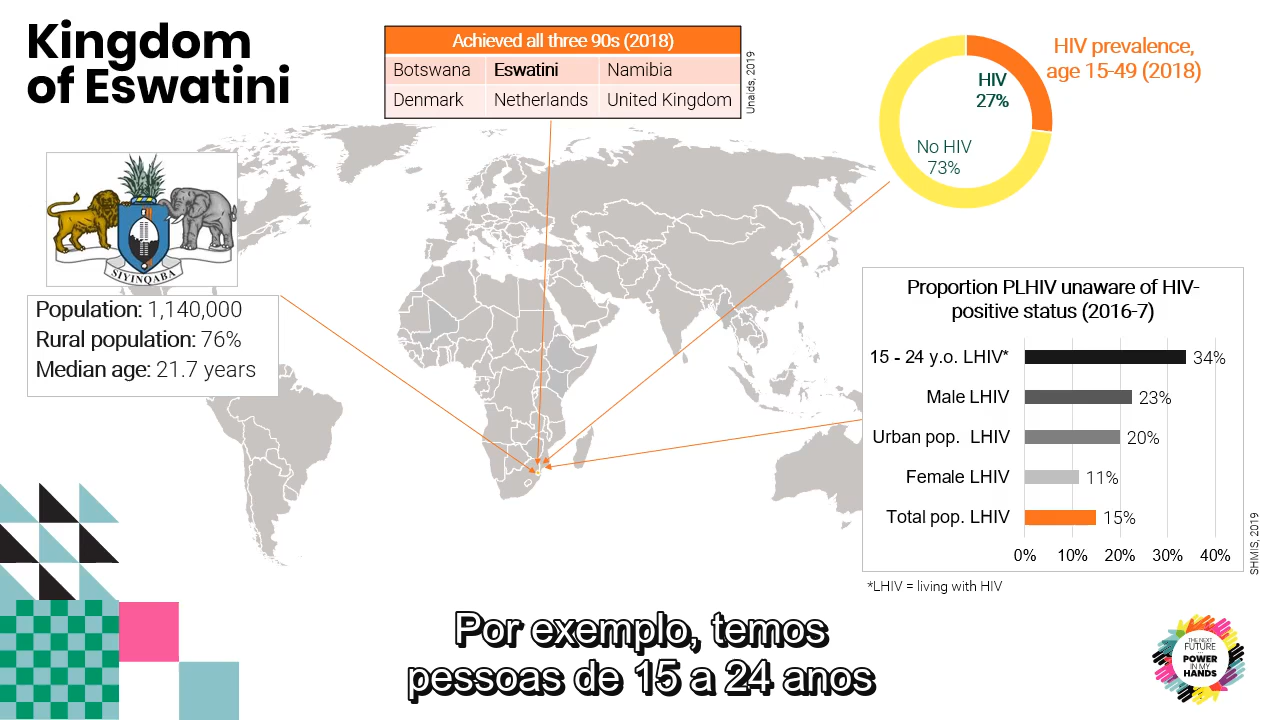 Kingdom
of Eswatini
Achieved all three 90s (2018)
Botswana Eswatini Namibia
Denmark Netherlands United Kingdom
Unaids, 2019
HIV prevalence,
age 15-49 (2018)
HIV
27%
No HIV
73%
SIYINQABA
Population: 1,140,000
Rural population: 76%
Median age: 21.7 years
Proportion PLHIV unaware of HIV-
positive status (2016-7)
15 - 24 y.o. LHIV* 34%
Male LHIV 23%
Urban pop. LHIV 20%
Female LHIV 11%
Total pop. LHIV 15%
0% 10% 20% 30% 40%
SHMIS, 2019
*LHIV = living with HIV
Por exemplo, temos
pessoas de 15 a 24 anos
THE NEXT
FUTURE
POWER
IN MY
HANDS